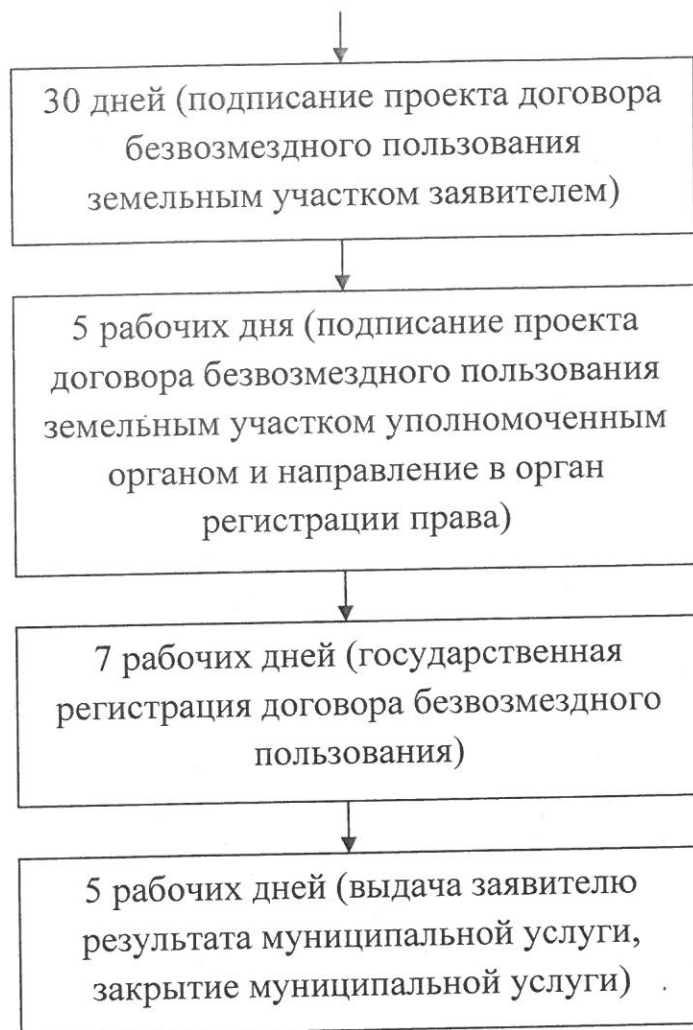 30 дней (подписание проекта договора
безвозмездного пользования
земельным участком заявителем)
5 рабочих дня (подписание проекта
договора безвозмездного пользования
земельным участком уполномоченным
органом и направление в орган
регистрации права)
7 рабочих дней (государственная
регистрация договора безвозмездного
пользования)
5 рабочих дней (выдача заявителю
результата муниципальной услуги,
закрытие муниципальной услуги)